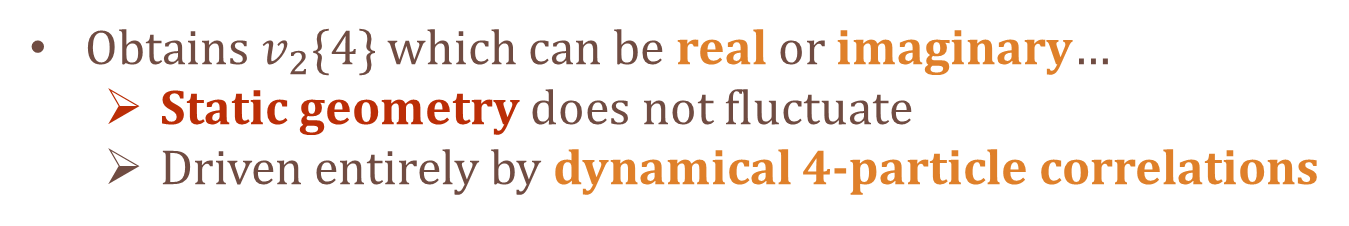 • Obtains 𝑣₂{4} which can be real or imaginary…
➢ Static geometry does not fluctuate
➢ Driven entirely by dynamical 4-particle correlations